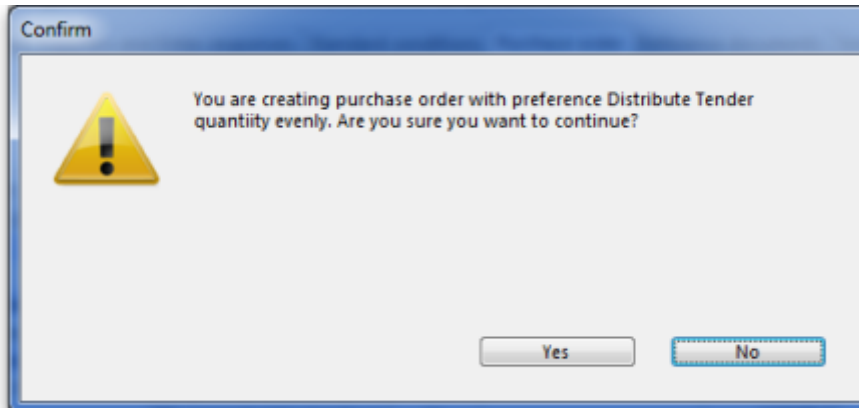 Confirm
You are creating purchase order with preference Distribute Tender
quantiity evenly. Are you sure you want to continue?
Yes
No